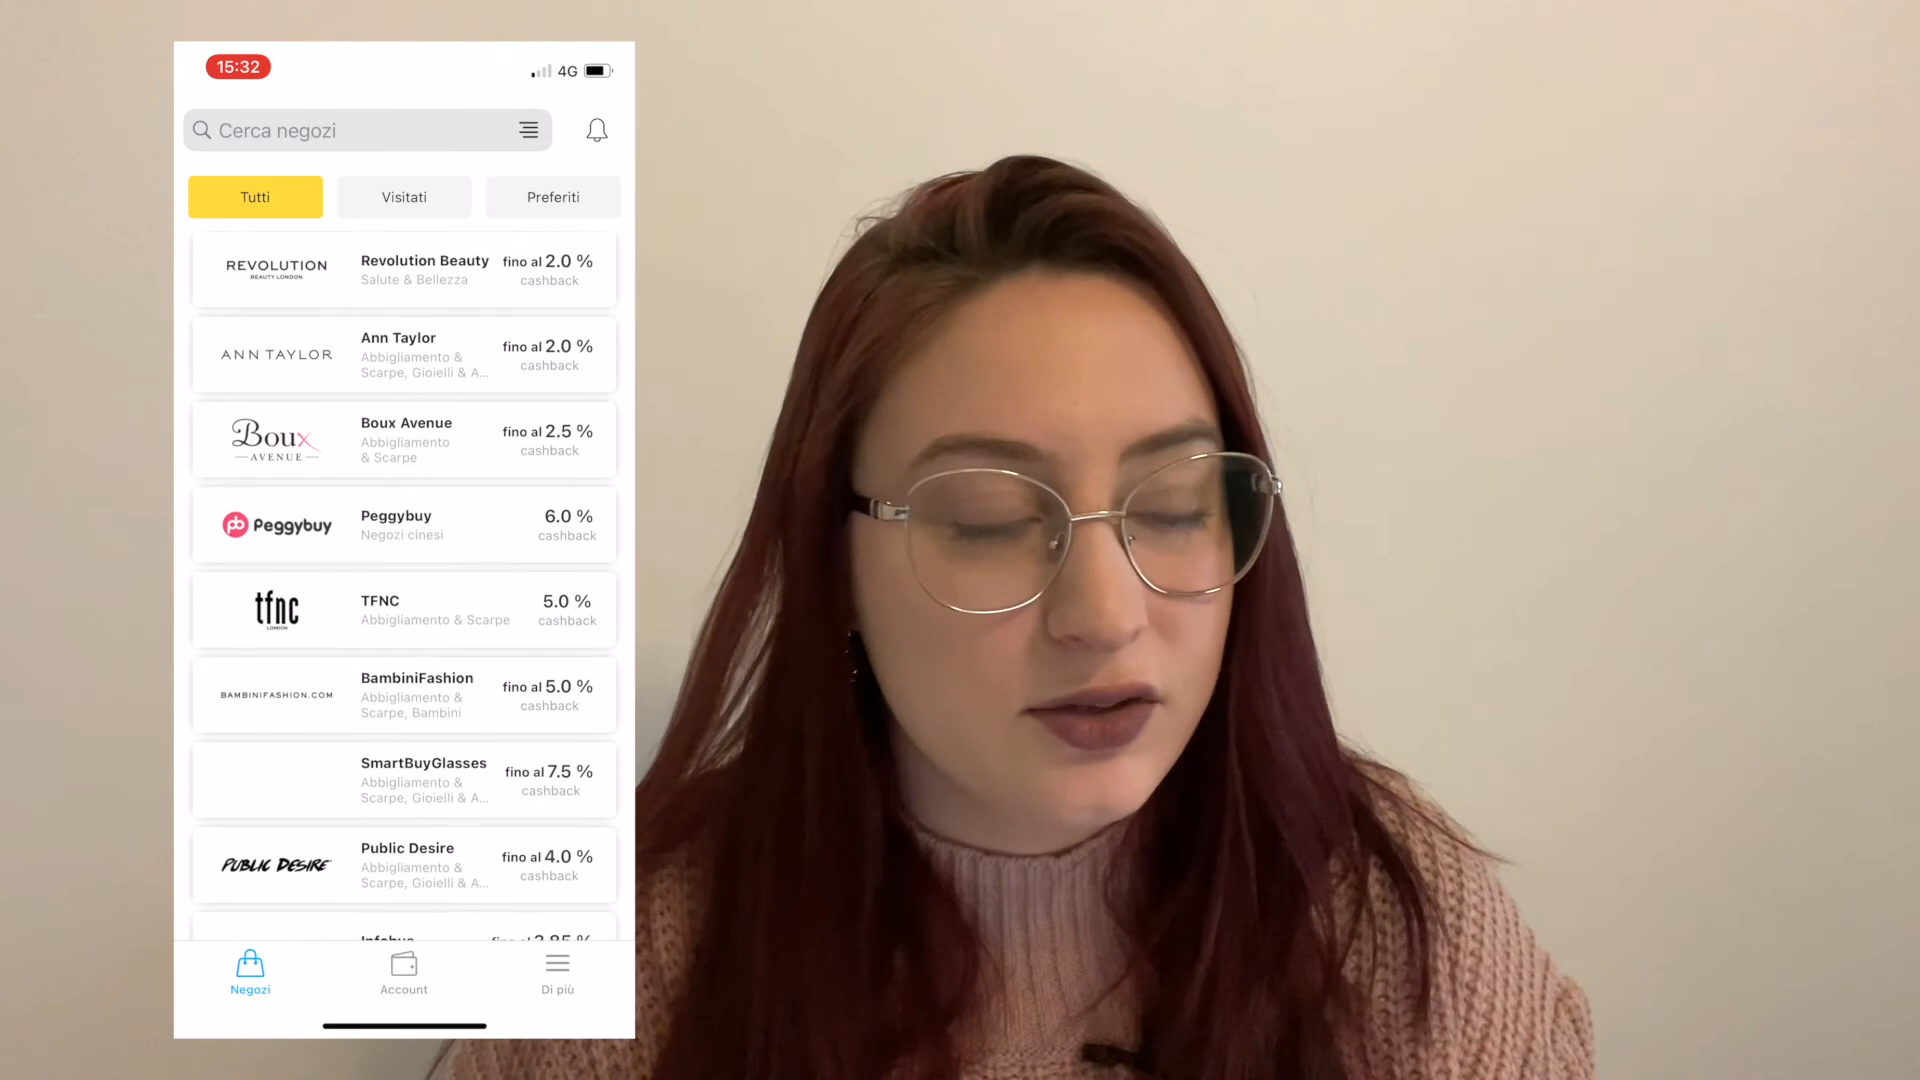 15:32
4G
Cerca negozi
Tutti
Visitati
Preferiti
REVOLUTION
BEAUTY LONDON
Revolution Beauty
Salute & Bellezza
fino al 2.0 %
cashback
ANN TAYLOR
Ann Taylor
Abbigliamento &
Scarpe, Gioielli & A...
fino al 2.0 %
cashback
Boux
AVENUE
Boux Avenue
Abbigliamento
& Scarpe
fino al 2.5 %
cashback
pb Peggybuy
Peggybuy
Negozi cinesi
6.0 %
cashback
tfnc
LONDON
TFNC
Abbigliamento & Scarpe
5.0 %
cashback
BAMBINIFASHION.COM
BambiniFashion
Abbigliamento &
Scarpe, Bambini
fino al 5.0 %
cashback
SmartBuyGlasses
Abbigliamento &
Scarpe, Gioielli & A...
fino al 7.5 %
cashback
PUBLIC DESIRE
Public Desire
Abbigliamento &
Scarpe, Gioielli & A...
fino al 4.0 %
cashback
Negozi
Account
Di più